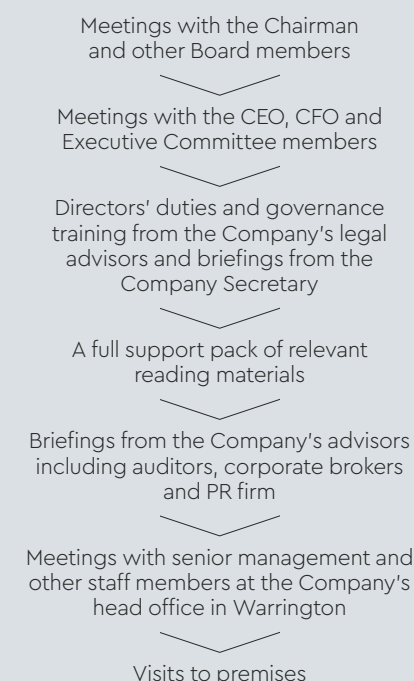 Meetings with the Chairman
and other Board members
Meetings with the CEO, CFO and
Executive Committee members
Directors’ duties and governance
training from the Company’s legal
advisors and briefings from the
Company Secretary
A full support pack of relevant
reading materials
Briefings from the Company’s advisors
including auditors, corporate brokers
and PR firm
Meetings with senior management and
other staff members at the Company’s
head office in Warrington
Visits to premises